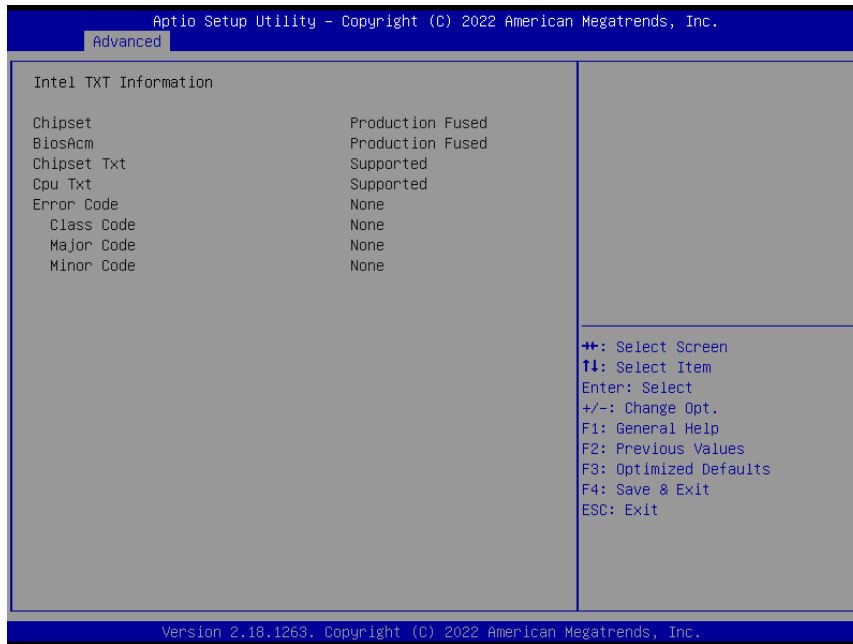 Aptio Setup Utility – Copyright (C) 2022 American Megatrends, Inc.
Advanced
Intel TXT Information
Chipset Production Fused
BiosAcm Production Fused
Chipset Txt Supported
Cpu Txt Supported
Error Code None
Class Code None
Major Code None
Minor Code None
→←: Select Screen
↑↓: Select Item
Enter: Select
+/-: Change Opt.
F1: General Help
F2: Previous Values
F3: Optimized Defaults
F4: Save & Exit
ESC: Exit
Version 2.18.1263. Copyright (C) 2022 American Megatrends, Inc.